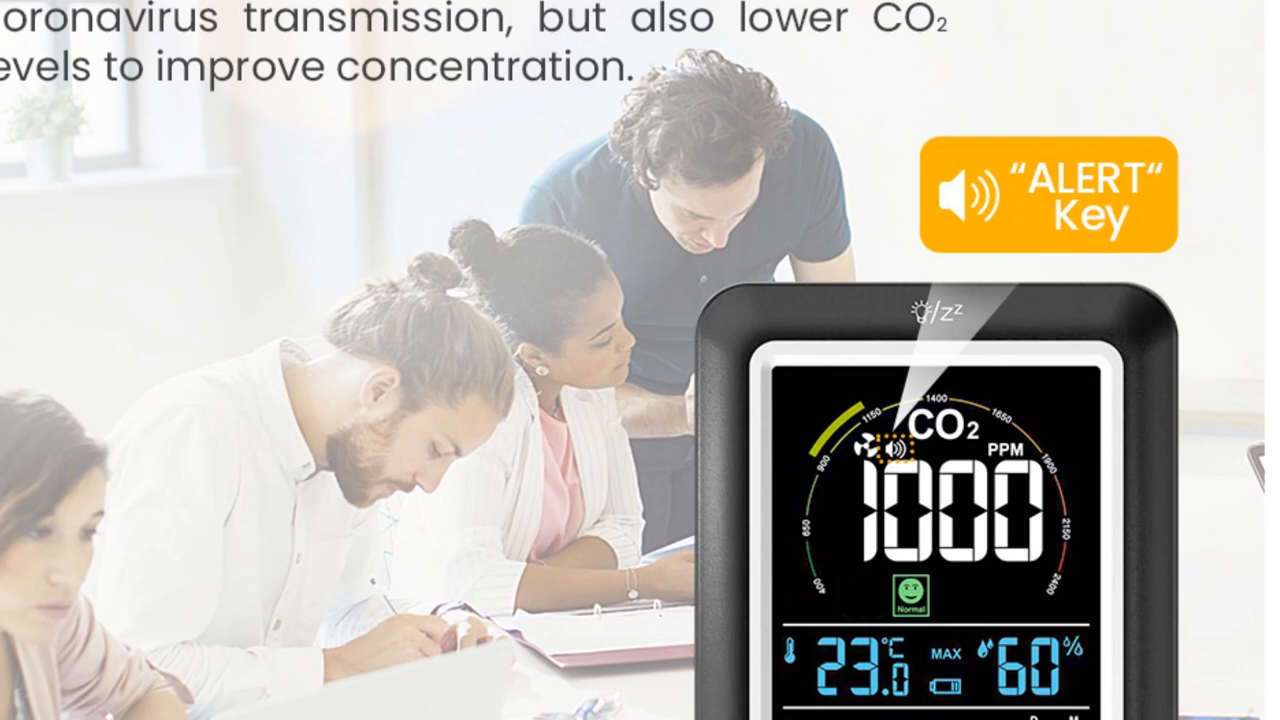 oronavirus transmission, but also lower CO₂
evels to improve concentration.
“ALERT“
Key
/zᶻ
1400
1150
1650
CO₂
900
PPM
1900
1000
650
2150
400
2400
Normal
23.0 °C
MAX
60%